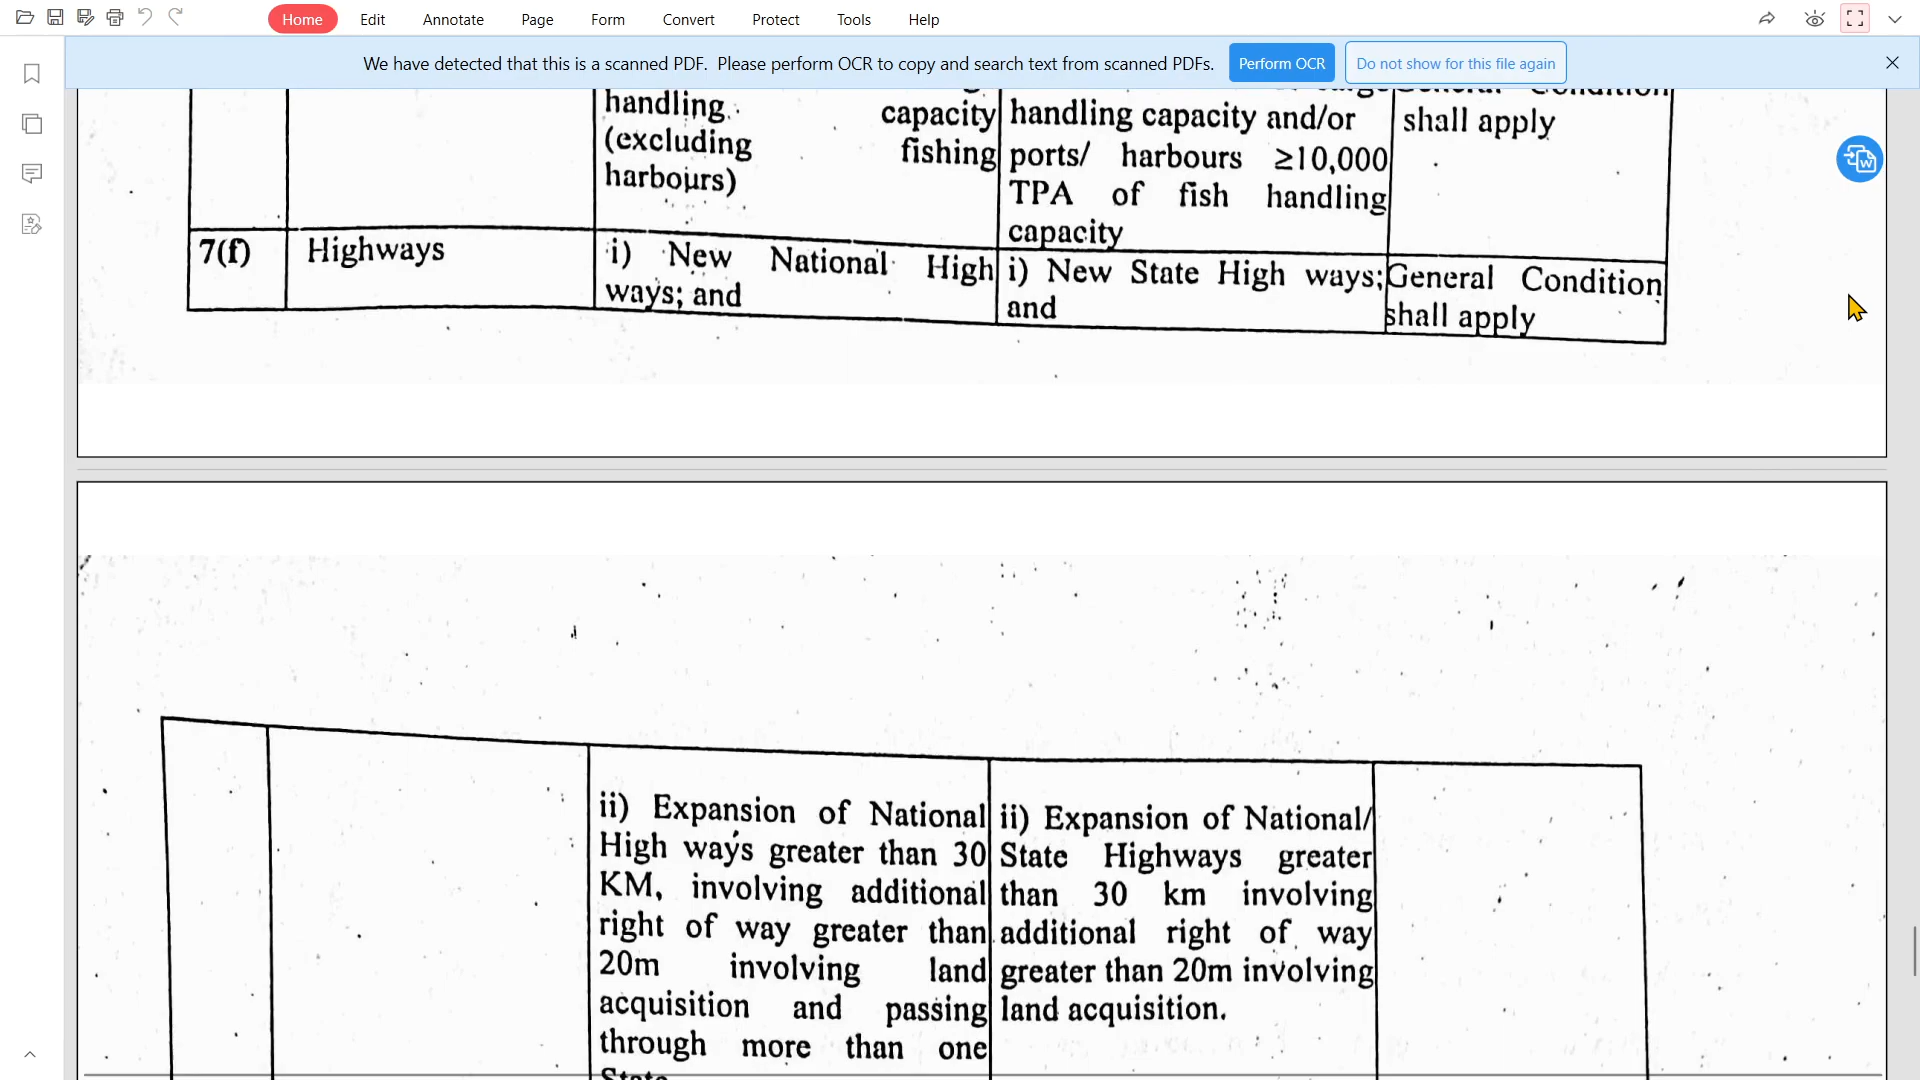 Home Edit Annotate Page Form Convert Protect Tools Help
We have detected that this is a scanned PDF. Please perform OCR to copy and search text from scanned PDFs. Perform OCR Do not show for this file again
handling
capacity
(excluding fishing
harbours)
handling capacity and/or
ports/ harbours ≥10,000
TPA of fish handling
capacity
General Condition
shall apply
7(f) Highways
i) New National High
ways; and
i) New State High ways;
and
General Condition
shall apply
ii) Expansion of National
High ways greater than 30
KM, involving additional
right of way greater than
20m involving land
acquisition and passing
through more than one
State
ii) Expansion of National/
State Highways greater
than 30 km involving
additional right of way
greater than 20m involving
land acquisition.